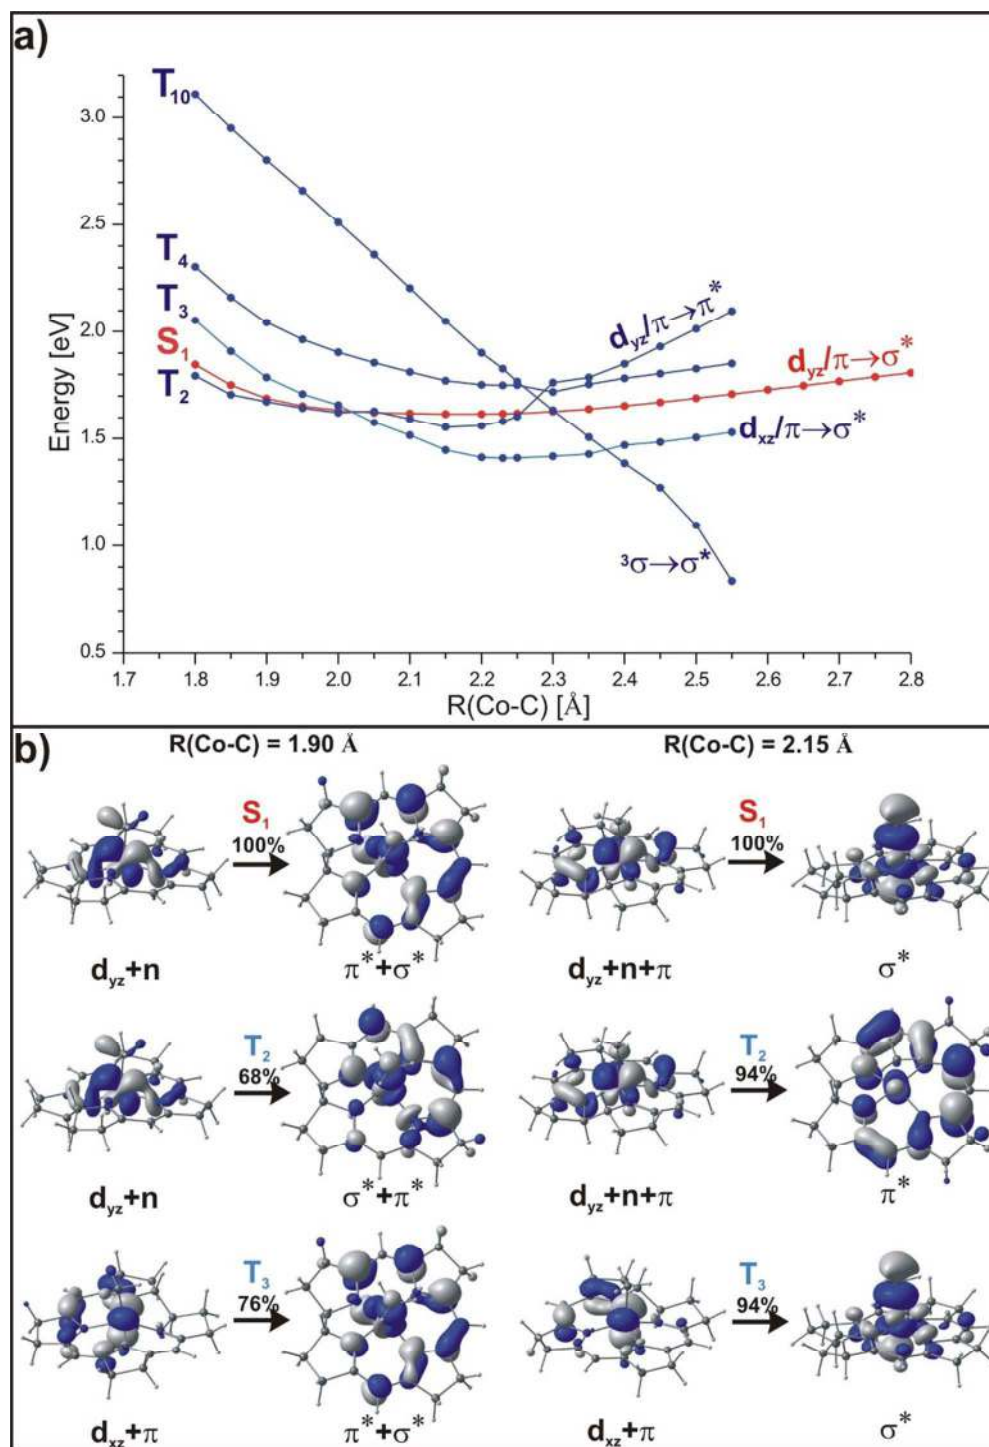 a)
T10
T4
T3
S1
T2
Energy [eV]
3.0
2.5
2.0
1.5
1.0
0.5
dyz/π→π*
dyz/π→σ*
dxz/π→σ*
³σ→σ*
1.7 1.8 1.9 2.0 2.1 2.2 2.3 2.4 2.5 2.6 2.7 2.8
R(Co-C) [Å]
b)
R(Co-C) = 1.90 Å
R(Co-C) = 2.15 Å
S1
100%
dyz+n
π*+σ*
S1
100%
dyz+n+π
σ*
T2
68%
dyz+n
σ*+π*
T2
94%
dyz+n+π
π*
T3
76%
dxz+π
π*+σ*
T3
94%
dxz+π
σ*